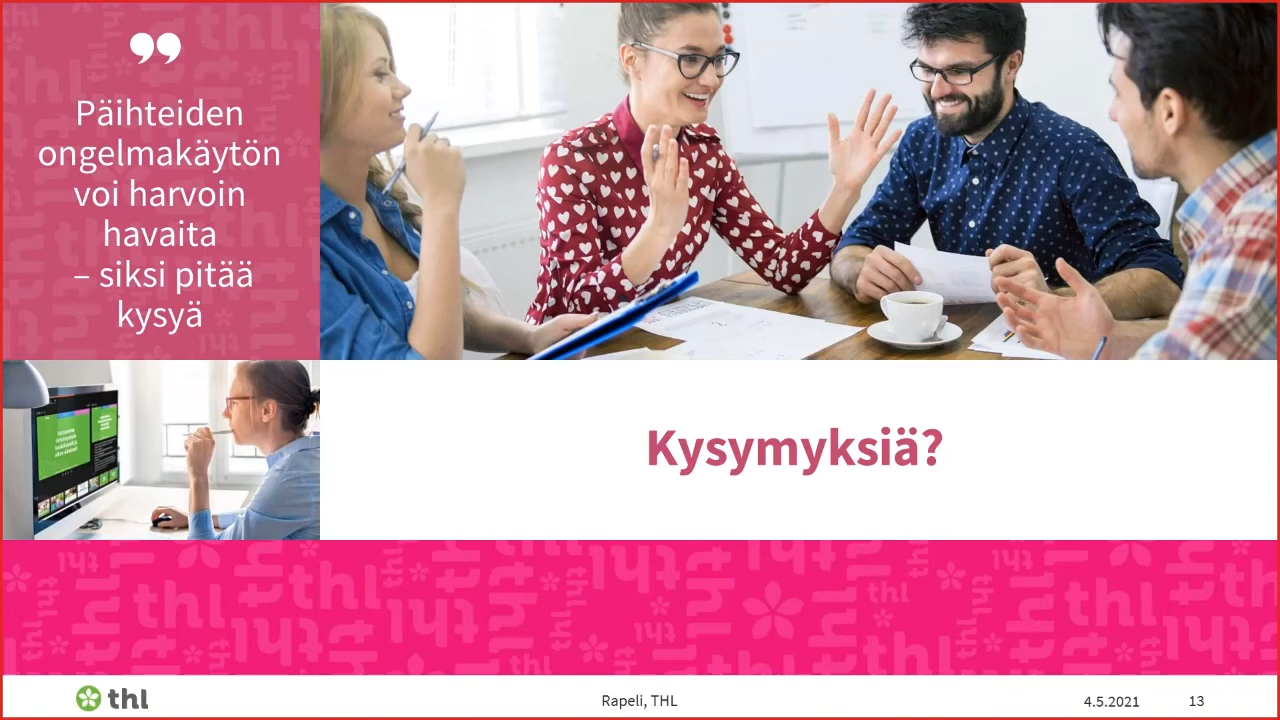 Päihteiden
ongelmakäytön
voi harvoin
havaita
– siksi pitää
kysyä
Kysymyksiä?
thl
Rapeli, THL
4.5.2021
13